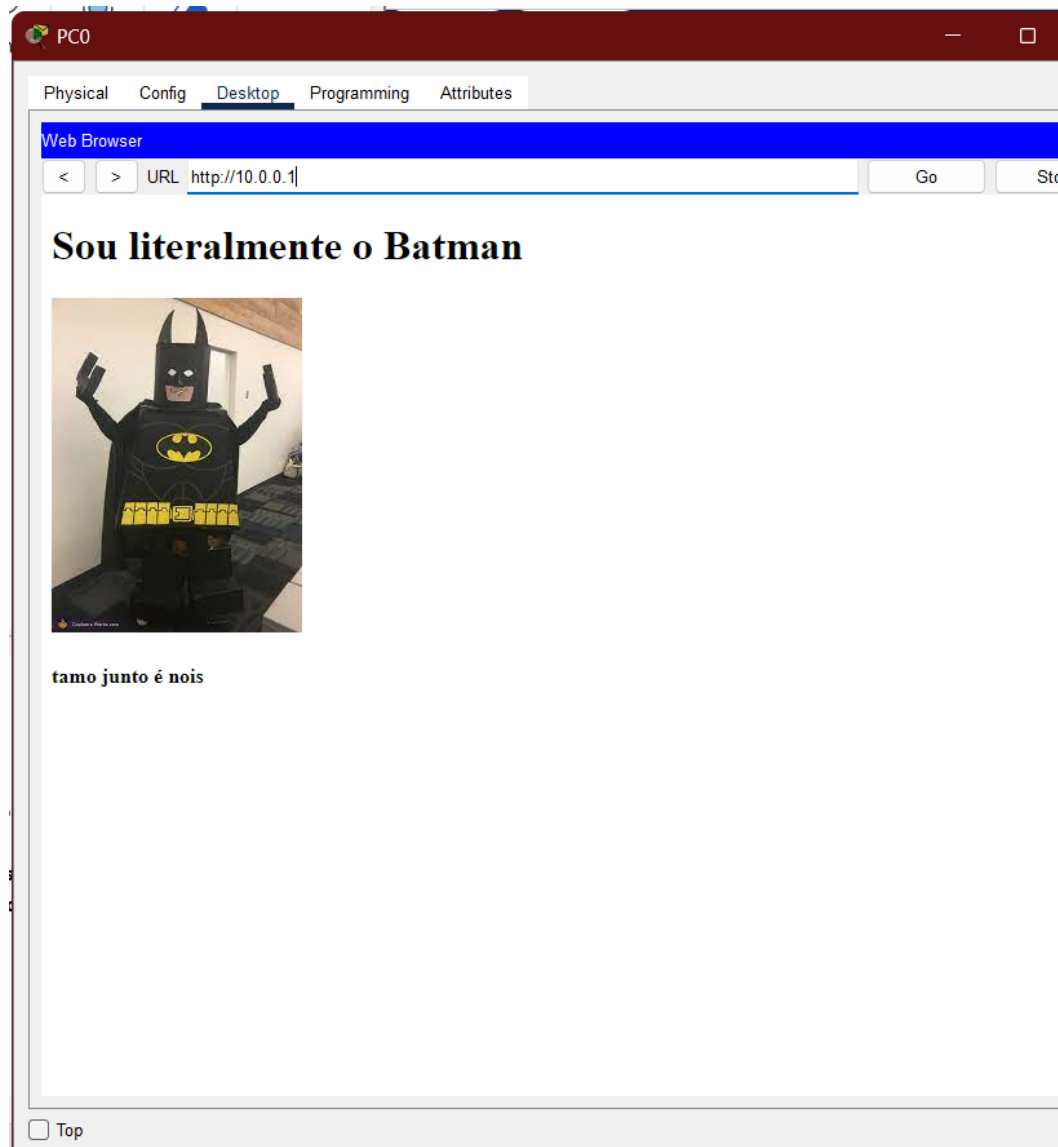 PC0
Physical Config Desktop Programming Attributes
Web Browser
< > URL http://10.0.0.1 Go
Sou literalmente o Batman
tamo junto é nois
Top